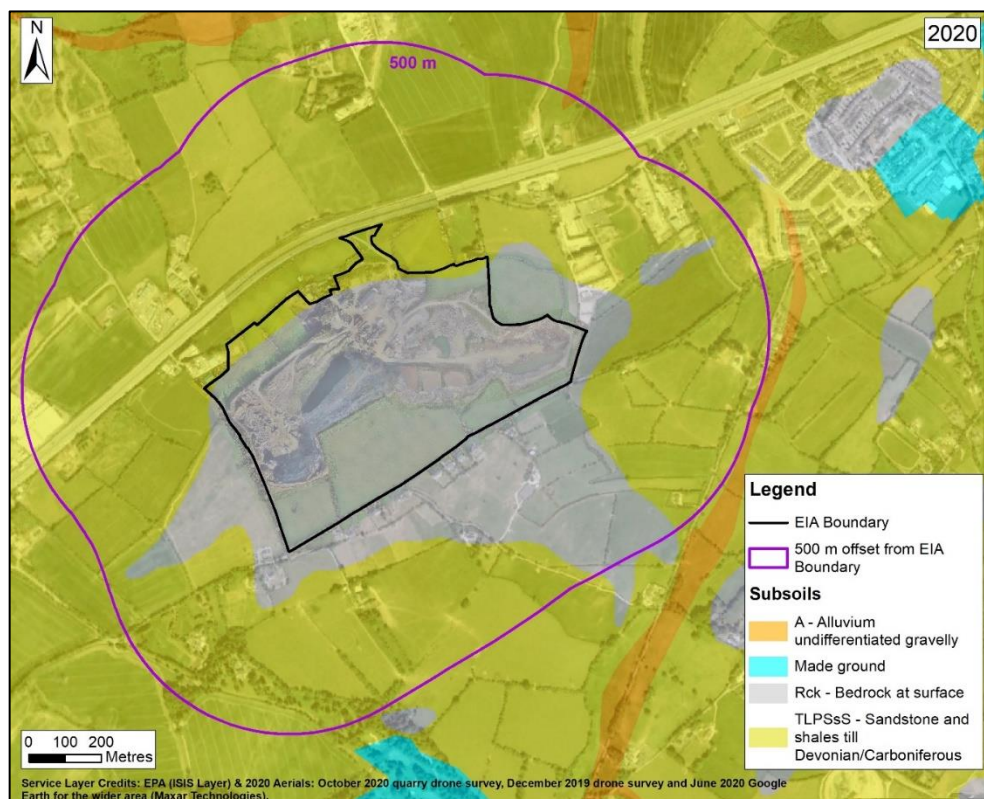 N
2020
500 m
Legend
EIA Boundary
500 m offset from EIA
Boundary
Subsoils
A - Alluvium
undifferentiated gravelly
Made ground
Rck - Bedrock at surface
TLPSsS - Sandstone and
shales till
Devonian/Carboniferous
0 100 200
Metres
Service Layer Credits: EPA (ISIS Layer) & 2020 Aerials: October 2020 quarry drone survey, December 2019 drone survey and June 2020 Google
Earth for the wider area (Maxar Technologies).